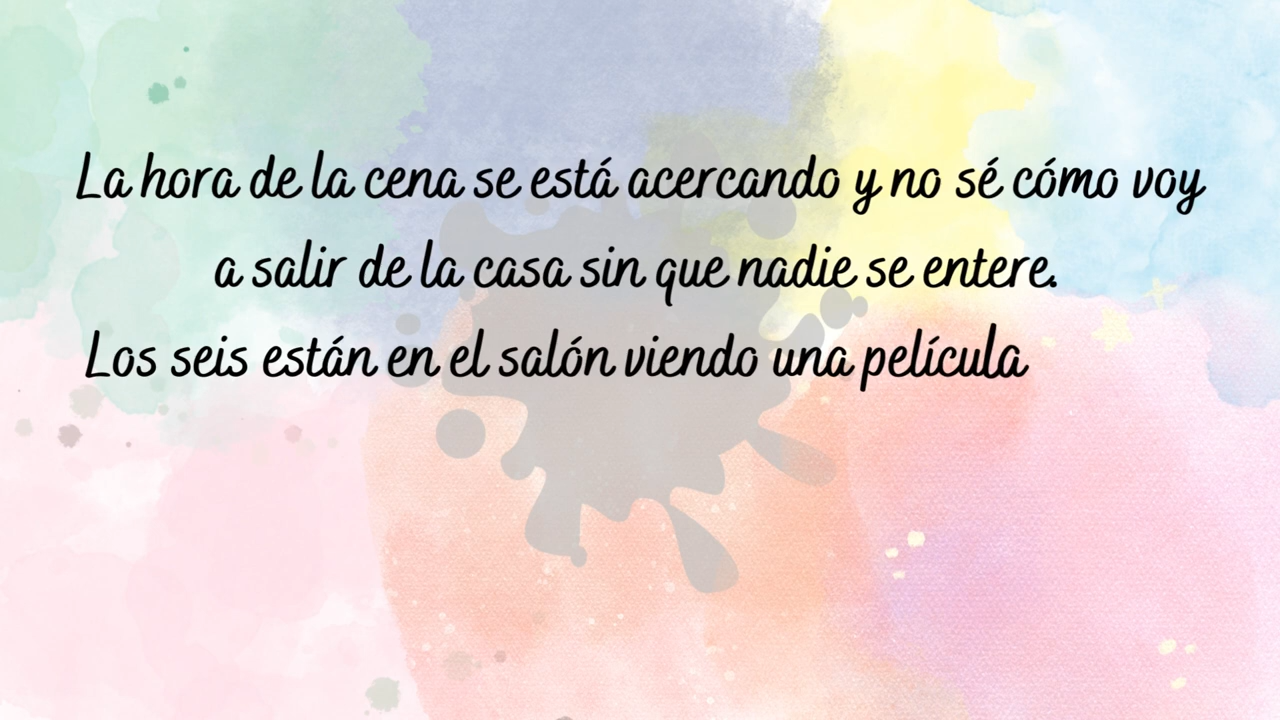 La hora de la cena se está acercando y no sé cómo voy
a salir de la casa sin que nadie se entere.
Los seis están en el salón viendo una película